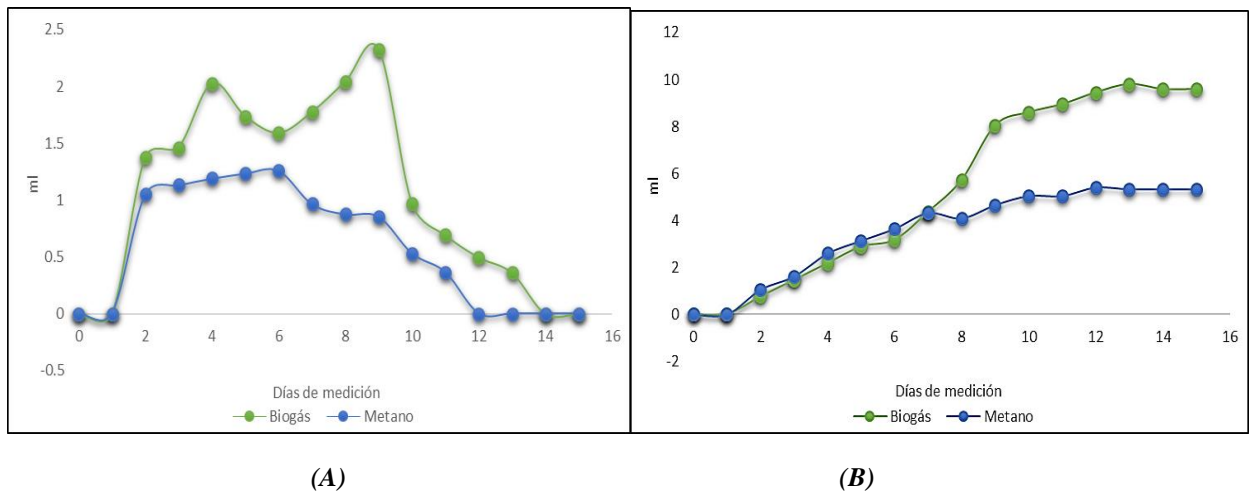 2.5
2
1.5
1
0.5
0
-0.5
ml
0 2 4 6 8 10 12 14 16
Días de medición
Biogás Metano
12
10
8
6
4
2
0
-2
ml
0 2 4 6 8 10 12 14 16
Días de medición
Biogás Metano
(A)
(B)